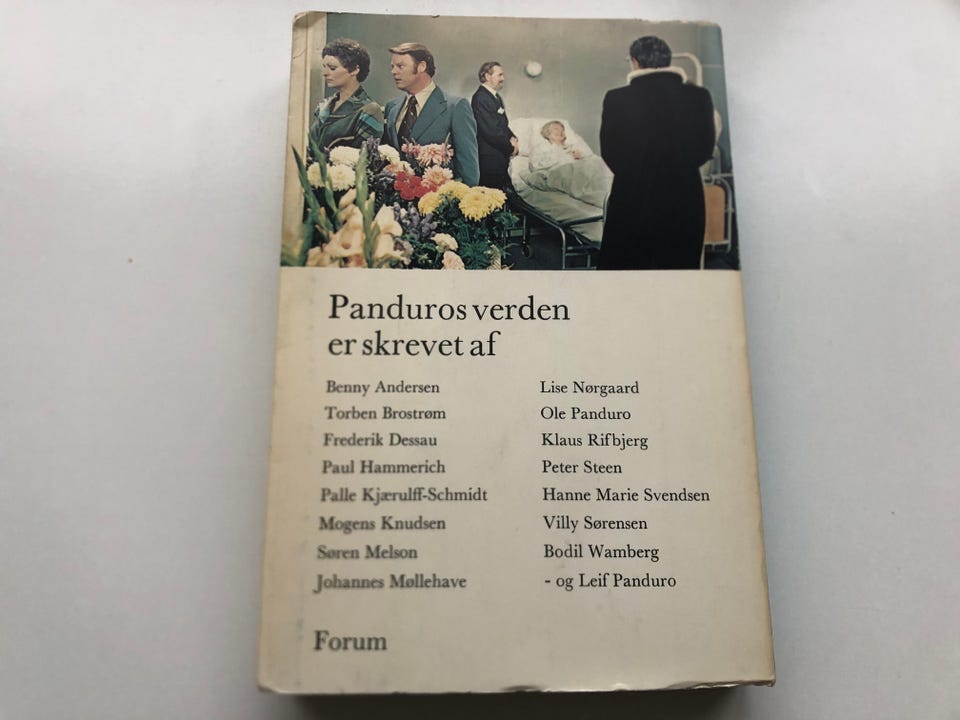 Panduros verden
er skrevet af
Benny Andersen
Torben Brostrøm
Frederik Dessau
Paul Hammerich
Palle Kjærulff-Schmidt
Mogens Knudsen
Søren Melson
Johannes Møllehave
Lise Nørgaard
Ole Panduro
Klaus Rifbjerg
Peter Steen
Hanne Marie Svendsen
Villy Sørensen
Bodil Wamberg
- og Leif Panduro
Forum